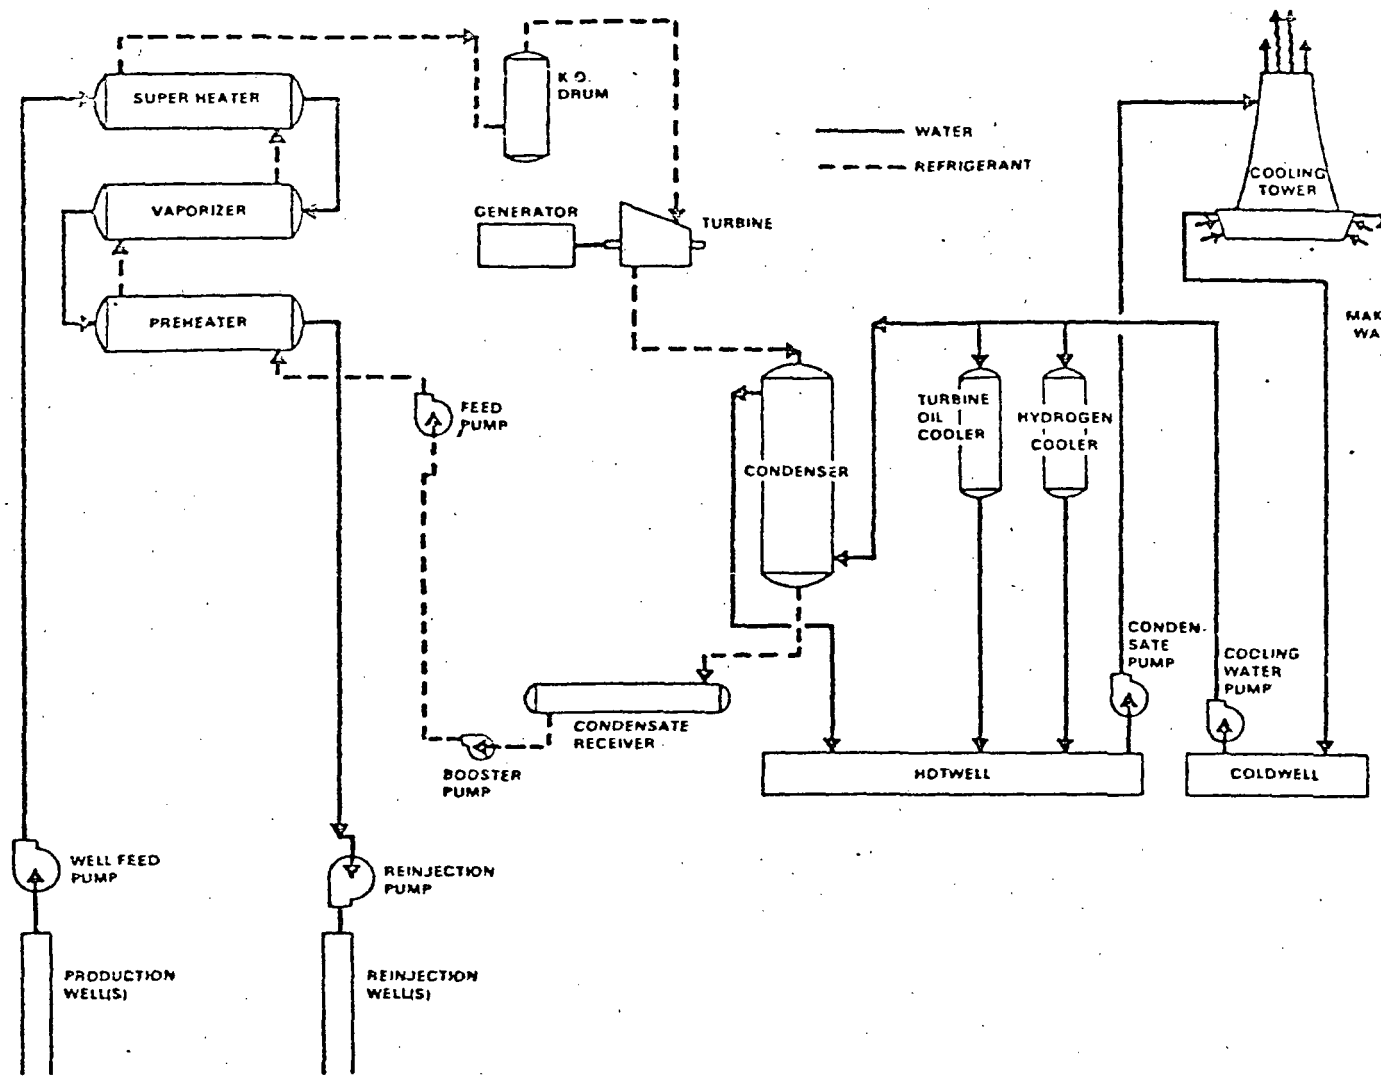 SUPER HEATER
K.O.
DRUM
WATER
REFRIGERANT
COOLING
TOWER
VAPORIZER
GENERATOR
TURBINE
PREHEATER
MAK
WA
FEED
PUMP
TURBINE
OIL
COOLER
HYDROGEN
COOLER
CONDENSER
CONDEN-
SATE
PUMP
COOLING
WATER
PUMP
CONDENSATE
RECEIVER
BOOSTER
PUMP
HOTWELL
COLDWELL
WELL FEED
PUMP
REINJECTION
PUMP
PRODUCTION
WELL(S)
REINJECTION
WELL(S)